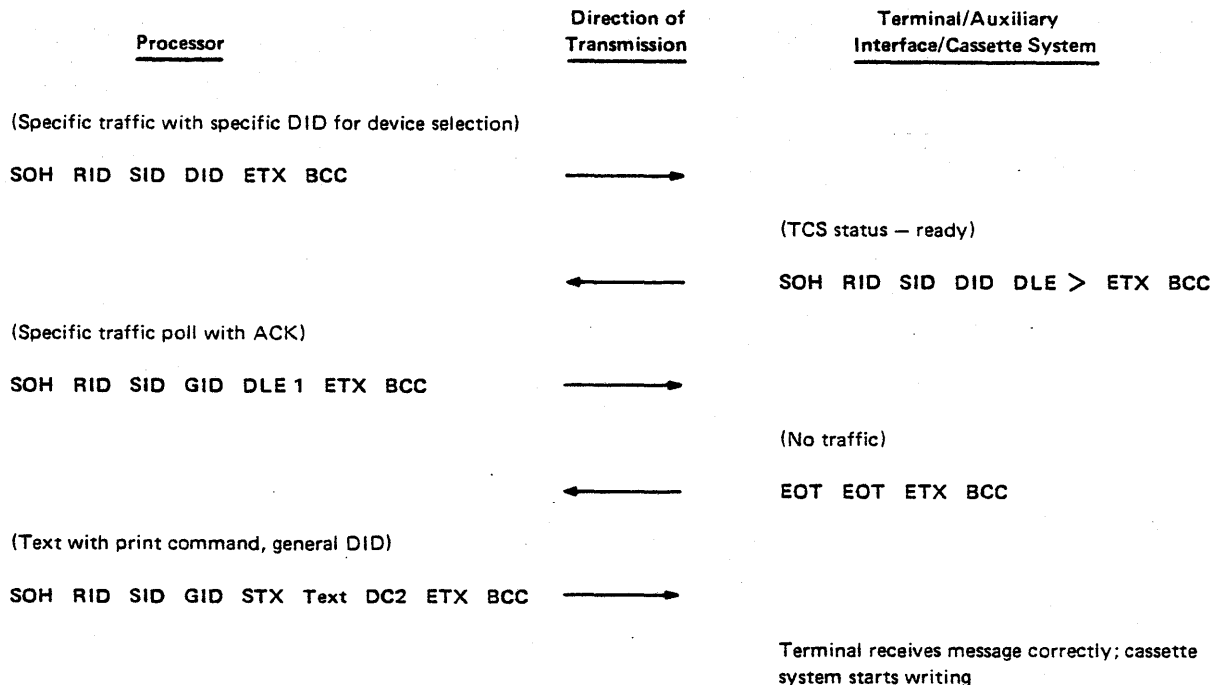 Processor
Direction of
Transmission
Terminal/Auxiliary
Interface/Cassette System
(Specific traffic with specific DID for device selection)
SOH RID SID DID ETX BCC
(TCS status — ready)
SOH RID SID DID DLE > ETX BCC
(Specific traffic poll with ACK)
SOH RID SID GID DLE 1 ETX BCC
(No traffic)
EOT EOT ETX BCC
(Text with print command, general DID)
SOH RID SID GID STX Text DC2 ETX BCC
Terminal receives message correctly; cassette
system starts writing